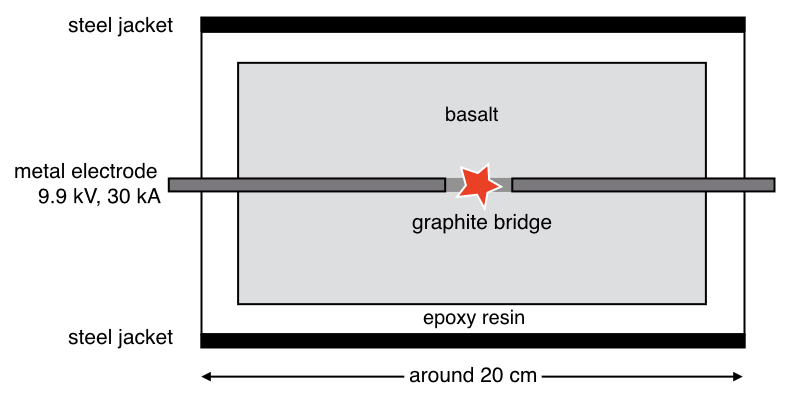 steel jacket
basalt
metal electrode
9.9 kV, 30 kA
graphite bridge
epoxy resin
steel jacket
around 20 cm